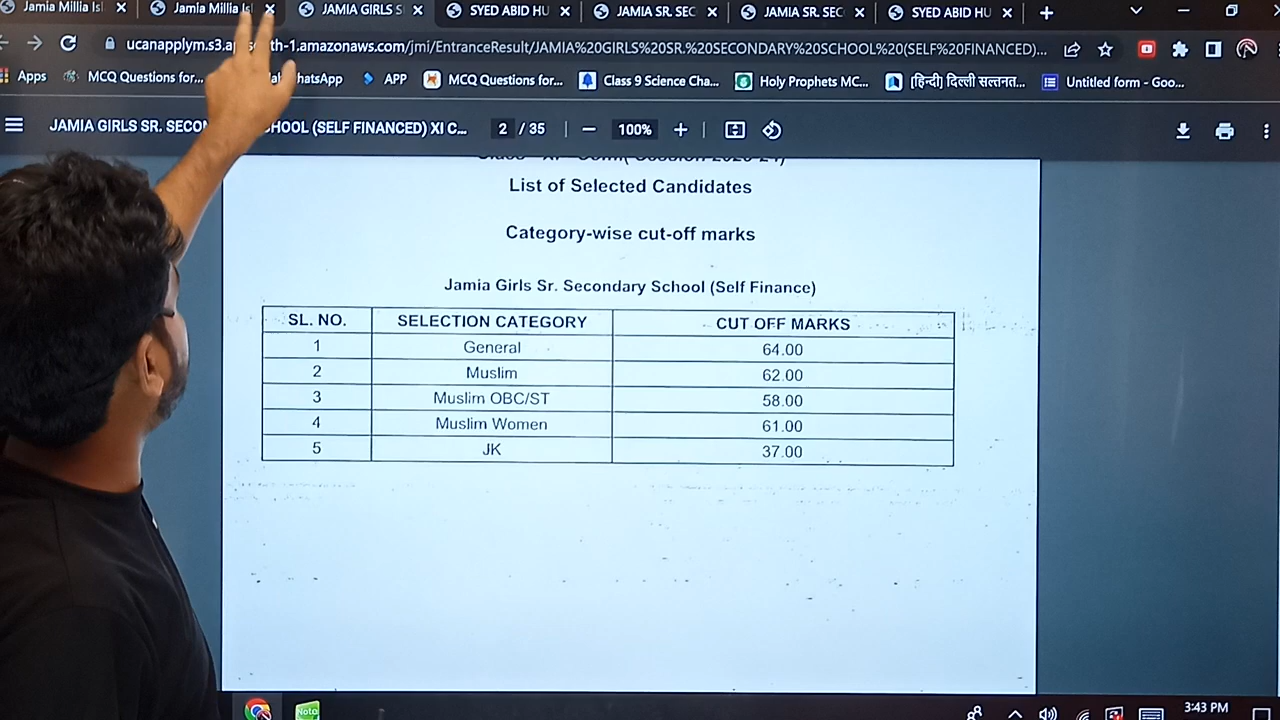 Jamia Millia Isl
Jamia Millia Isl
JAMIA GIRLS S
SYED ABID HU
JAMIA SR. SEC
JAMIA SR. SEC
SYED ABID HU
th-1.amazonaws.com/jmi/EntranceResult/JAMIA%20GIRLS%20SR.%20SECONDARY%20SCHOOL%20(SELF%20FINANCED)...
Apps
MCQ Questions for...
hatsApp
APP
MCQ Questions for...
Class 9 Science Cha...
Holy Prophets MC...
[हिन्दी] दिल्ली सल्तनत...
Untitled form - Goo...
JAMIA GIRLS SR. SECON
HOOL (SELF FINANCED) XI C...
2 / 35
100%
List of Selected Candidates
Category-wise cut-off marks
Jamia Girls Sr. Secondary School (Self Finance)
SL. NO. SELECTION CATEGORY CUT OFF MARKS
1 General 64.00
2 Muslim 62.00
3 Muslim OBC/ST 58.00
4 Muslim Women 61.00
5 JK 37.00
Nota
3:43 PM